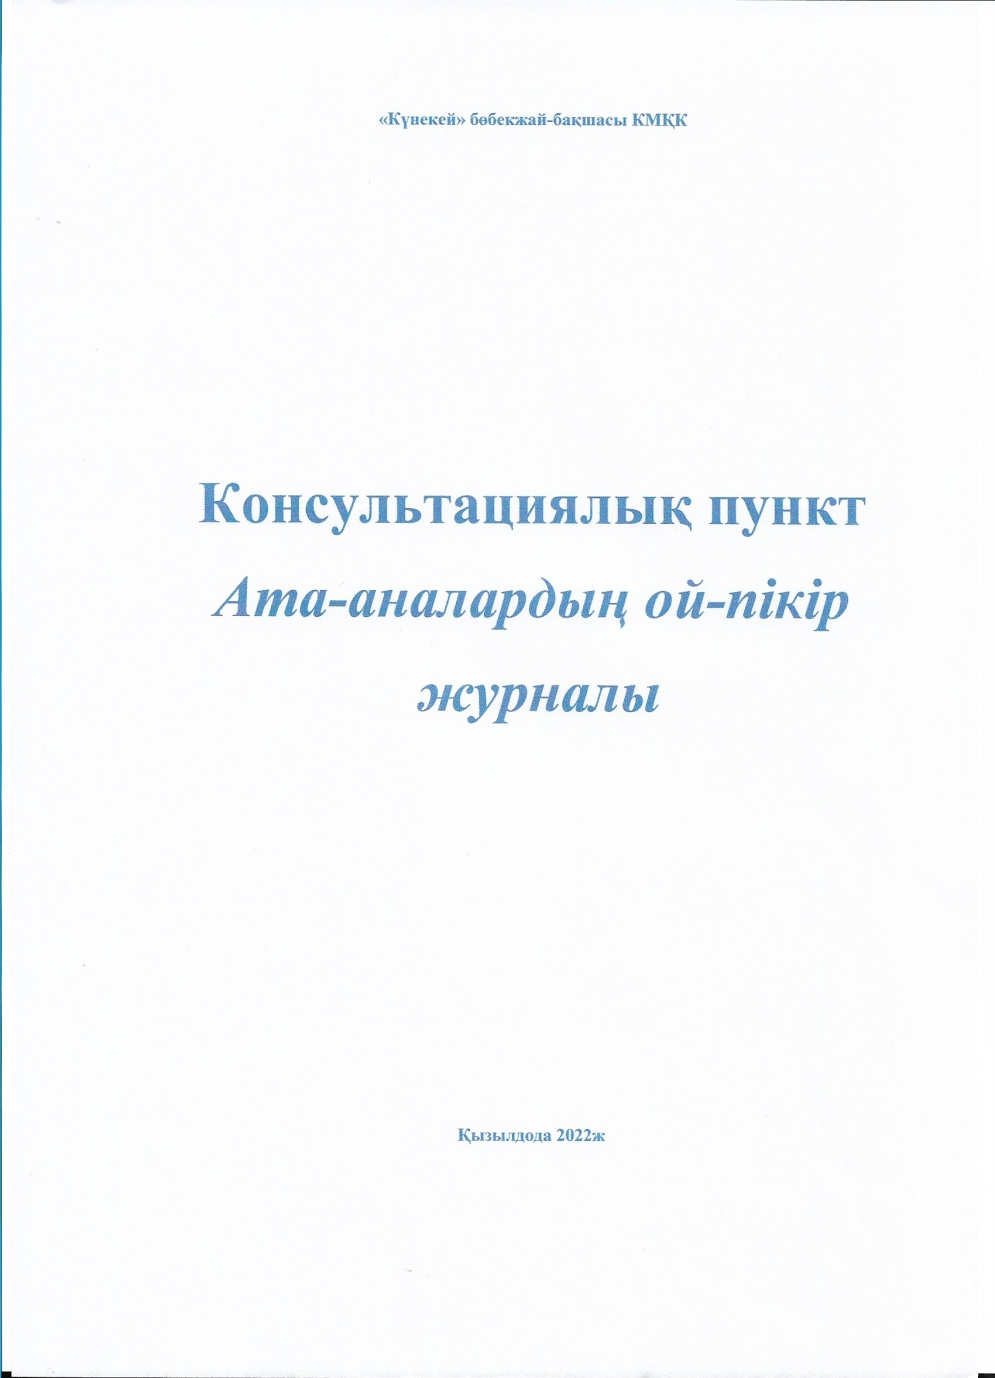 «Күнекей» бөбекжай-бақшасы КМҚК
Консультациялық пункт
Ата-аналардың ой-пікір
журналы
Қызылдода 2022ж